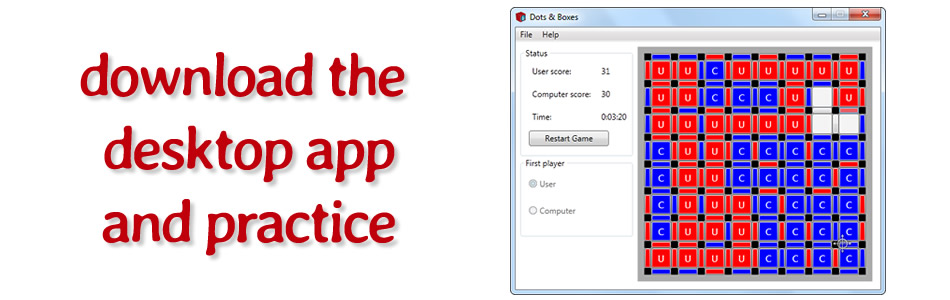 download the
desktop app
and practice
Dots & Boxes
File Help
Status
User score: 31
Computer score: 30
Time: 0:03:20
Restart Game
First player
User
Computer
U U C U U U U U
U U C C C U U
U U U U U U
C U U C C C C C
C U U C C C C C
C U U U C C C C
C U U U C C C C
U U U U C C C C